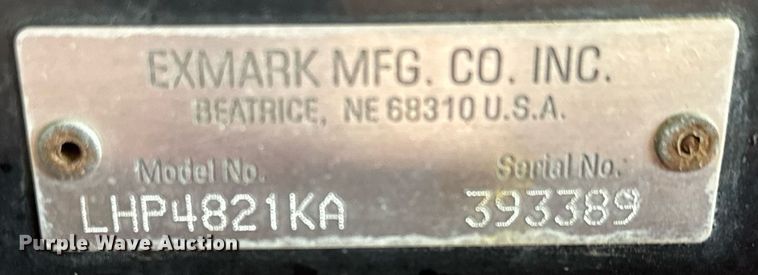 EXMARK MFG. CO. INC.
BEATRICE, NE 68310 U.S.A.
Model No. Serial No.
LHP4821KA 393389
Purple Wave Auction